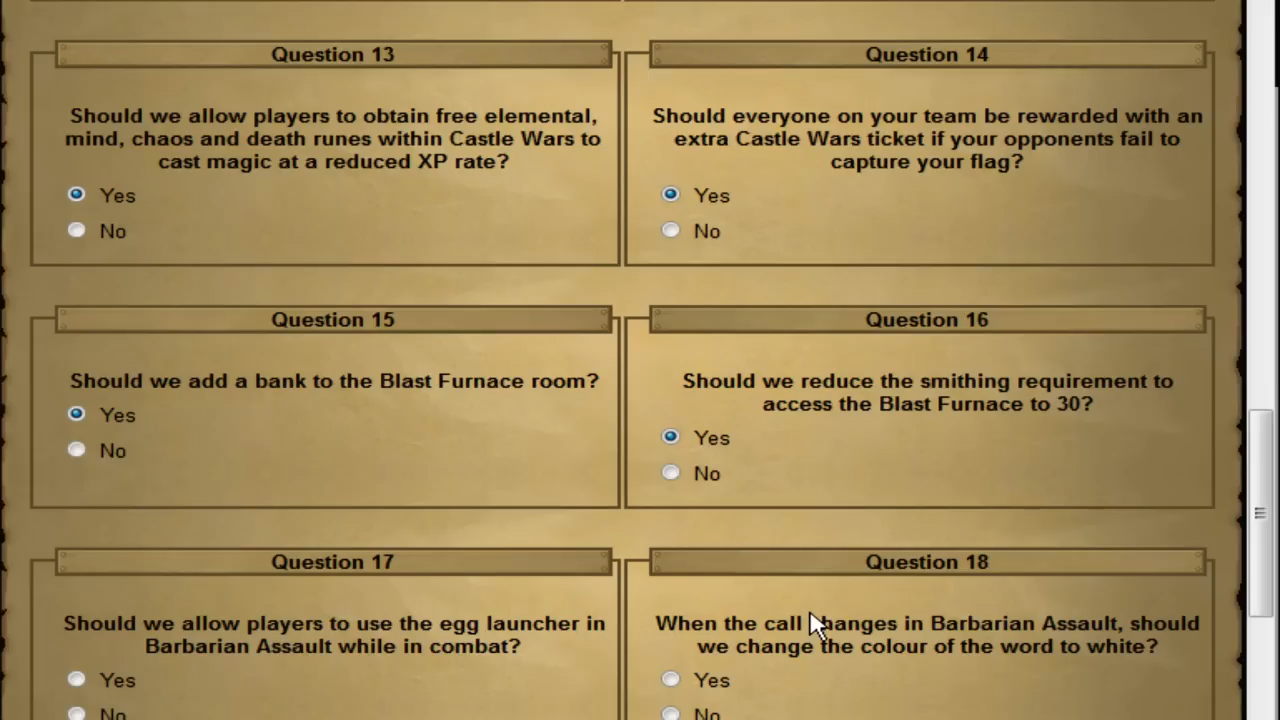 Question 13
Should we allow players to obtain free elemental,
mind, chaos and death runes within Castle Wars to
cast magic at a reduced XP rate?
Yes
No
Question 14
Should everyone on your team be rewarded with an
extra Castle Wars ticket if your opponents fail to
capture your flag?
Yes
No
Question 15
Should we add a bank to the Blast Furnace room?
Yes
No
Question 16
Should we reduce the smithing requirement to
access the Blast Furnace to 30?
Yes
No
Question 17
Should we allow players to use the egg launcher in
Barbarian Assault while in combat?
Yes
No
Question 18
When the call changes in Barbarian Assault, should
we change the colour of the word to white?
Yes
No